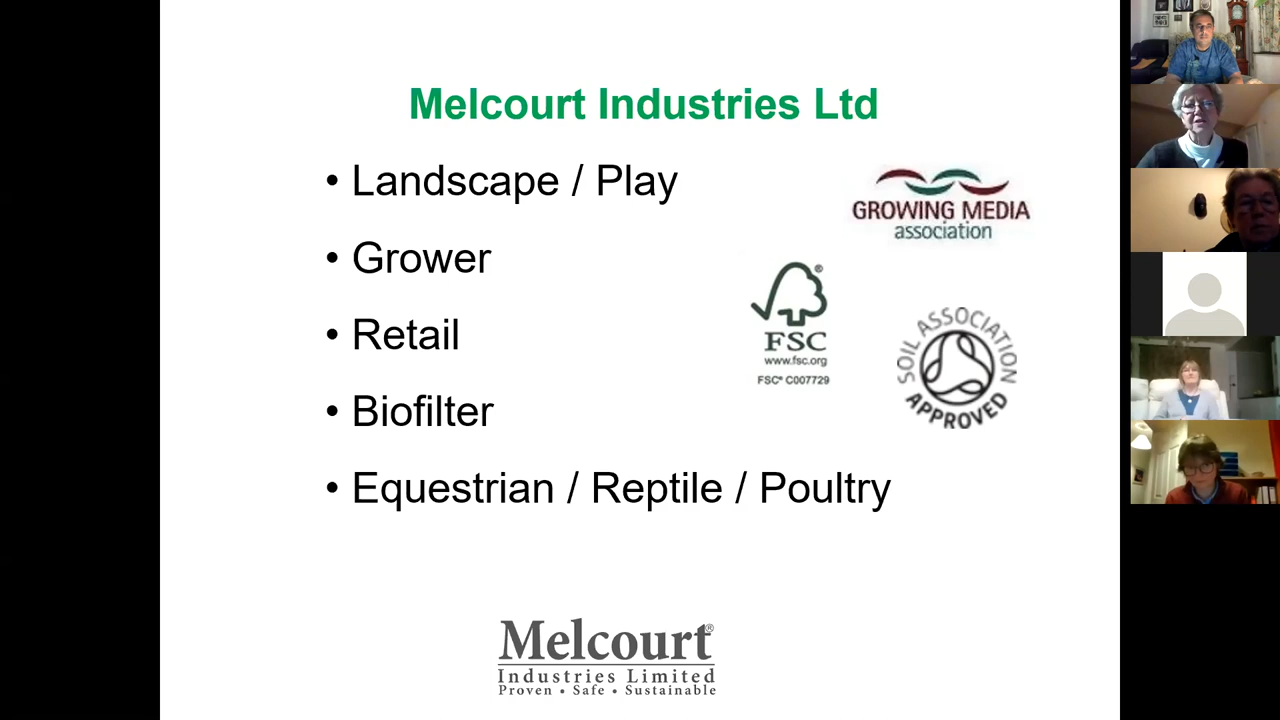 Melcourt Industries Ltd
• Landscape / Play
• Grower
• Retail
• Biofilter
• Equestrian / Reptile / Poultry
GROWING MEDIA
association
FSC
www.fsc.org
FSC® C007729
SOIL ASSOCIATION
APPROVED
Melcourt®
Industries Limited
Proven • Safe • Sustainable